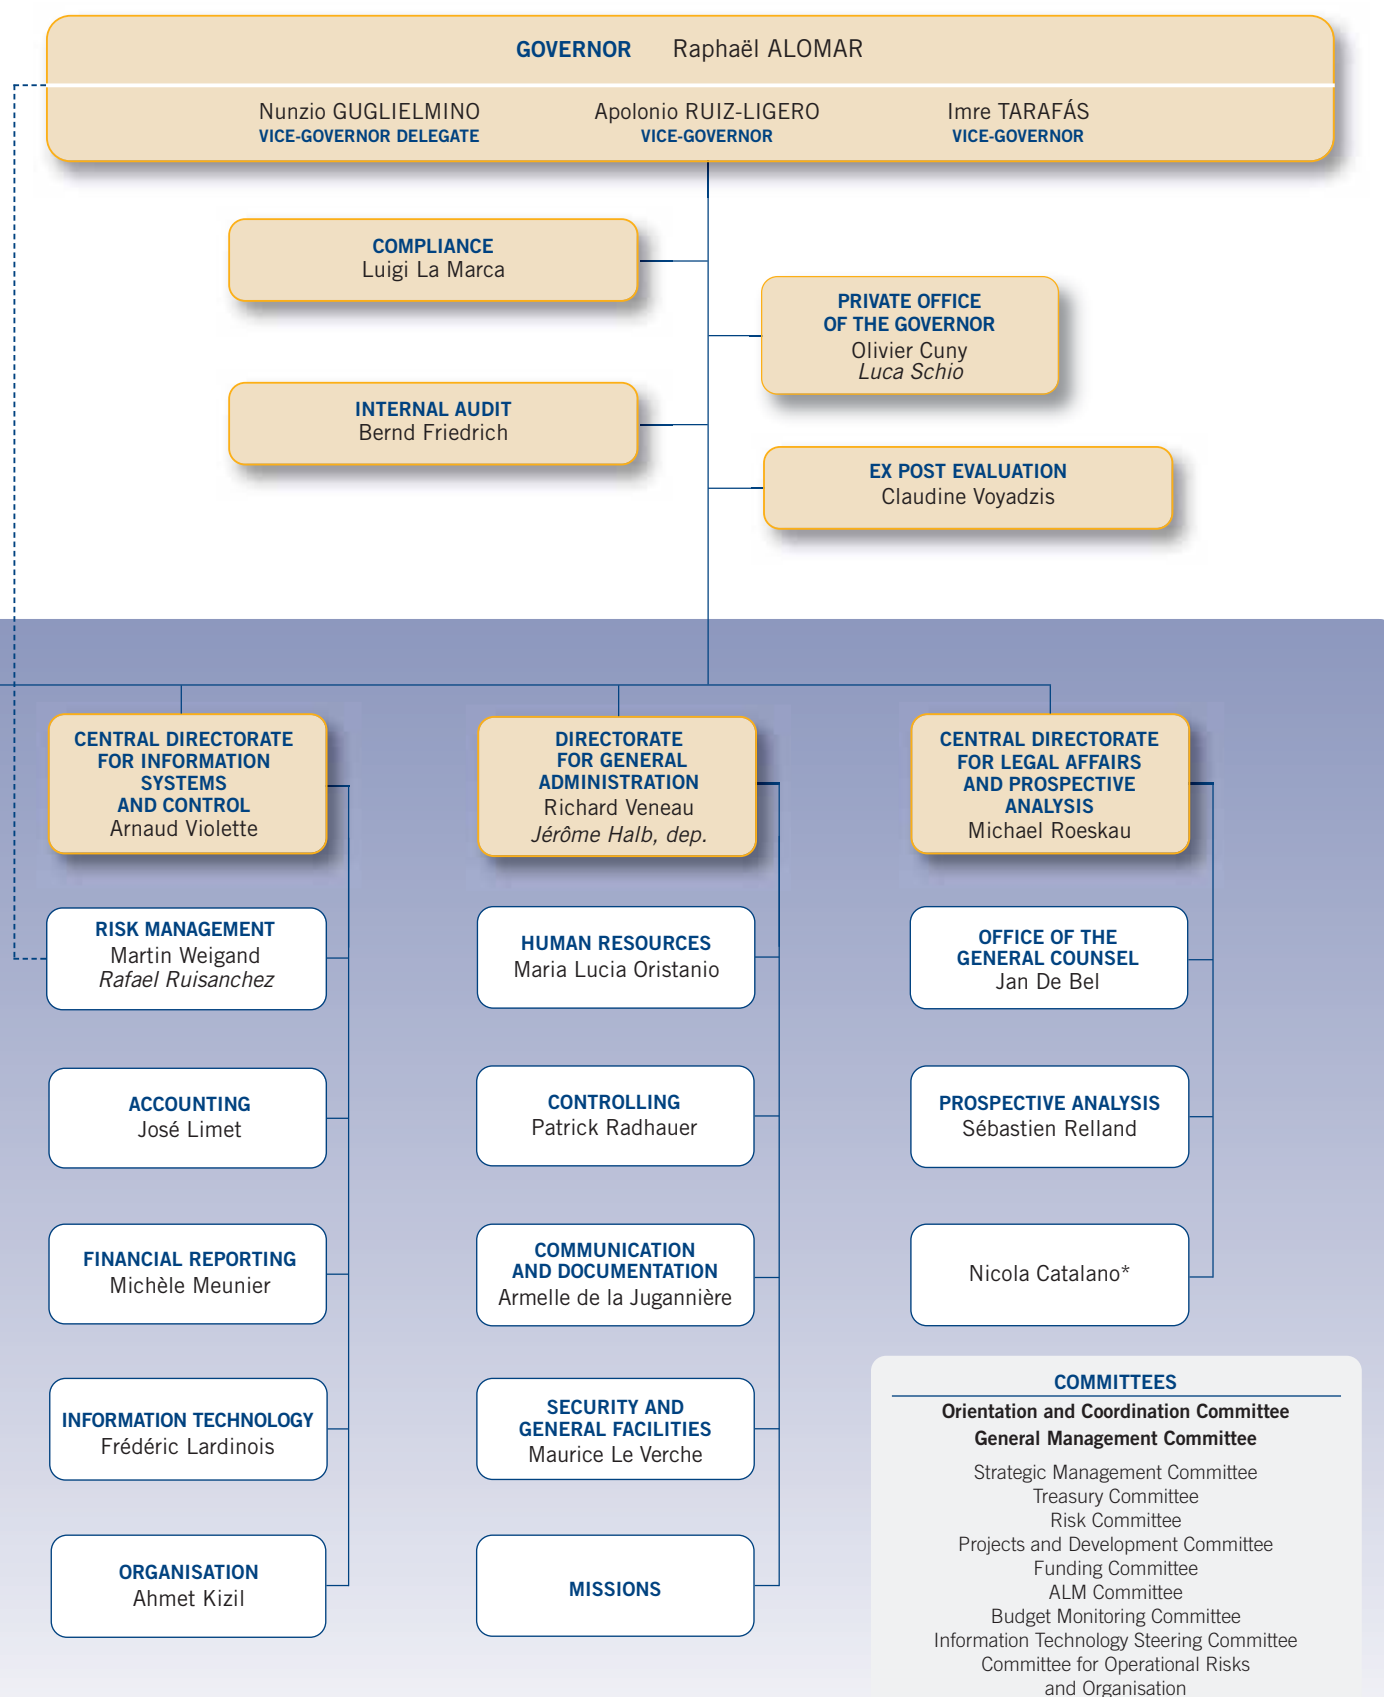 GOVERNOR Raphaël ALOMAR
Nunzio GUGLIELMINO
VICE-GOVERNOR DELEGATE
Apolonio RUIZ-LIGERO
VICE-GOVERNOR
Imre TARAFÁS
VICE-GOVERNOR
COMPLIANCE
Luigi La Marca
PRIVATE OFFICE
OF THE GOVERNOR
Olivier Cuny
Luca Schio
INTERNAL AUDIT
Bernd Friedrich
EX POST EVALUATION
Claudine Voyadzis
CENTRAL DIRECTORATE
FOR INFORMATION
SYSTEMS
AND CONTROL
Arnaud Violette
RISK MANAGEMENT
Martin Weigand
Rafael Ruisanchez
ACCOUNTING
José Limet
FINANCIAL REPORTING
Michèle Meunier
INFORMATION TECHNOLOGY
Frédéric Lardinois
ORGANISATION
Ahmet Kizil
DIRECTORATE
FOR GENERAL
ADMINISTRATION
Richard Veneau
Jérôme Halb, dep.
HUMAN RESOURCES
Maria Lucia Oristanio
CONTROLLING
Patrick Radhauer
COMMUNICATION
AND DOCUMENTATION
Armelle de la Jugannière
SECURITY AND
GENERAL FACILITIES
Maurice Le Verche
MISSIONS
CENTRAL DIRECTORATE
FOR LEGAL AFFAIRS
AND PROSPECTIVE
ANALYSIS
Michael Roeskau
OFFICE OF THE
GENERAL COUNSEL
Jan De Bel
PROSPECTIVE ANALYSIS
Sébastien Relland
Nicola Catalano*
COMMITTEES
Orientation and Coordination Committee
General Management Committee
Strategic Management Committee
Treasury Committee
Risk Committee
Projects and Development Committee
Funding Committee
ALM Committee
Budget Monitoring Committee
Information Technology Steering Committee
Committee for Operational Risks
and Organisation